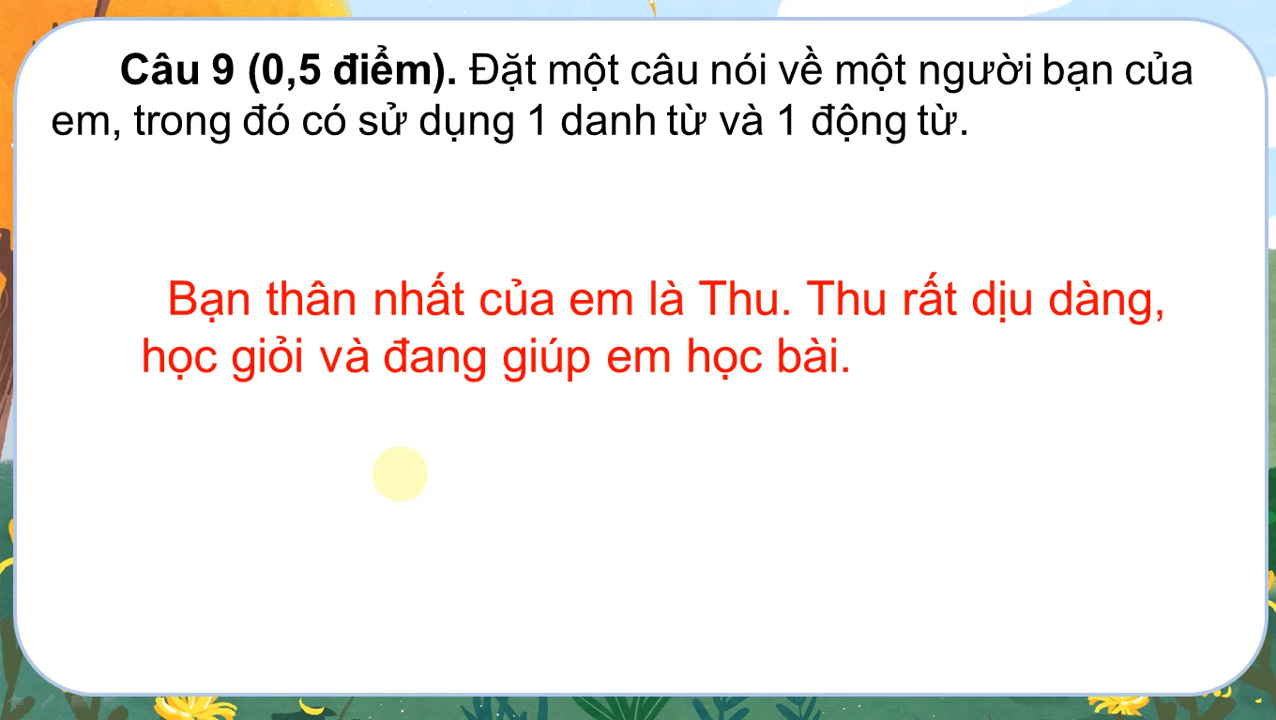 Câu 9 (0,5 điểm). Đặt một câu nói về một người bạn của
em, trong đó có sử dụng 1 danh từ và 1 động từ.
Bạn thân nhất của em là Thu. Thu rất dịu dàng,
học giỏi và đang giúp em học bài.